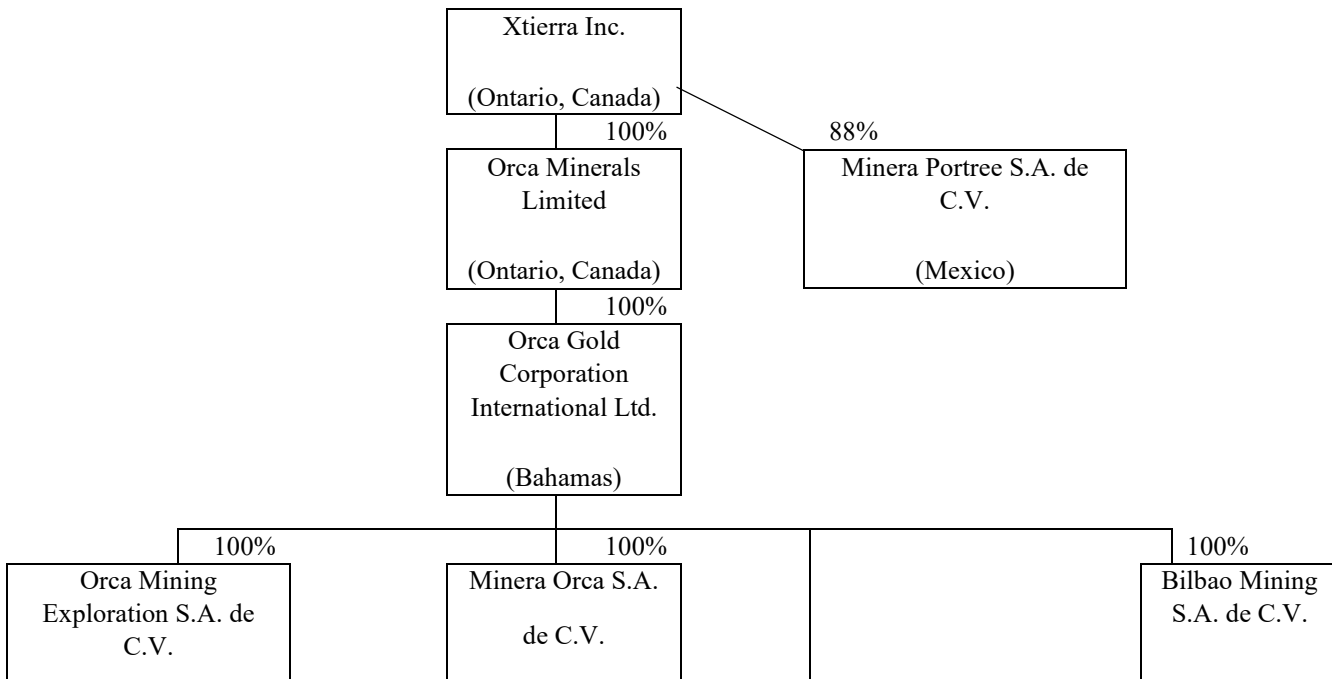 Xtierra Inc.
(Ontario, Canada)
100%
88%
Orca Minerals
Limited
(Ontario, Canada)
Minera Portree S.A. de
C.V.
(Mexico)
100%
Orca Gold
Corporation
International Ltd.
(Bahamas)
100%
100%
100%
Orca Mining
Exploration S.A. de
C.V.
Minera Orca S.A.
de C.V.
Bilbao Mining
S.A. de C.V.